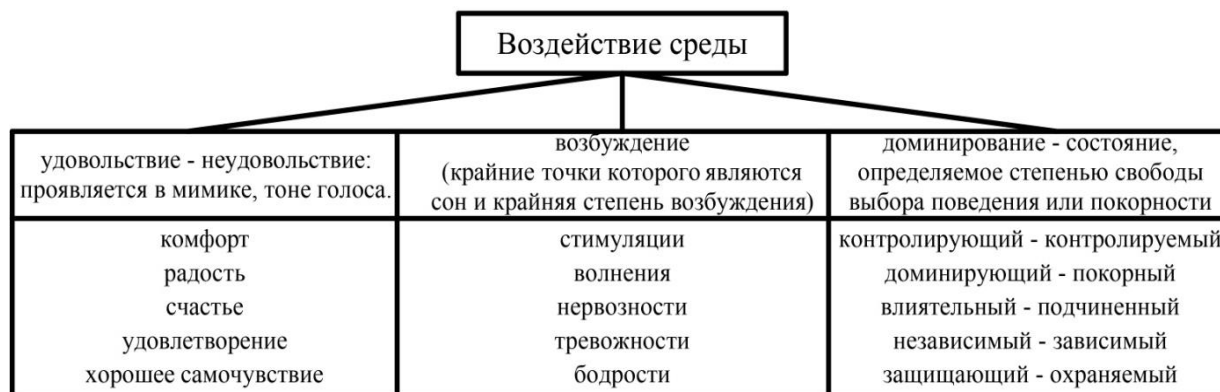 Воздействие среды
удовольствие - неудовольствие:
проявляется в мимике, тоне голоса.
возбуждение
(крайние точки которого являются
сон и крайняя степень возбуждения)
доминирование - состояние,
определяемое степенью свободы
выбора поведения или покорности
комфорт
радость
счастье
удовлетворение
хорошее самочувствие
стимуляции
волнения
нервозности
тревожности
бодрости
контролирующий - контролируемый
доминирующий - покорный
влиятельный - подчиненный
независимый - зависимый
защищающий - охраняемый